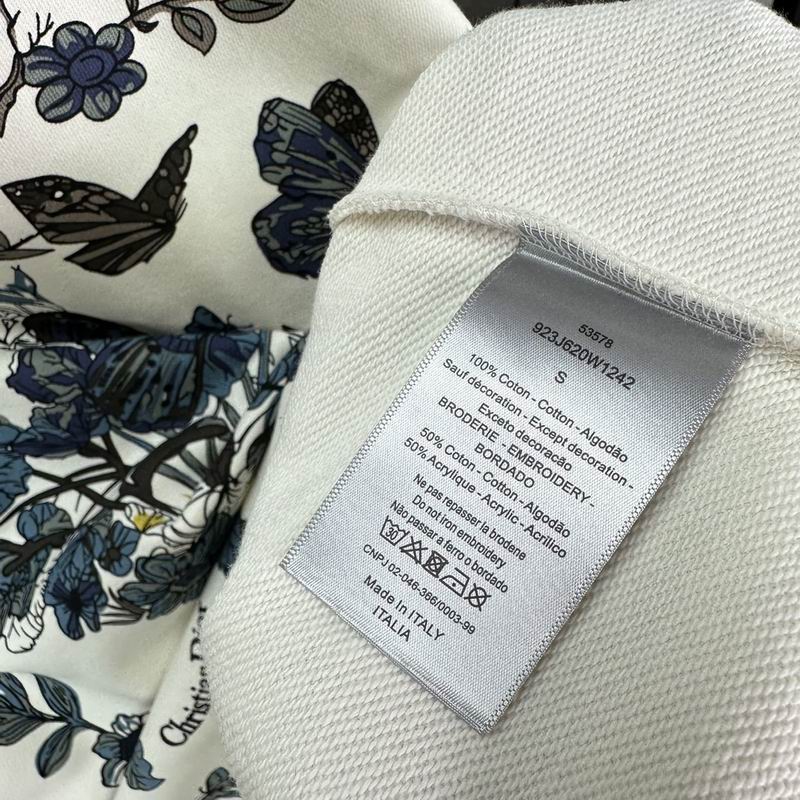 53578
923J620W1242
S
100% Coton - Cotton - Algodão
Sauf décoration - Except decoration -
Exceto decoração
BRODERIE - EMBROIDERY -
BORDADO
50% Coton - Cotton - Algodão
50% Acrylique - Acrylic - Acrílico
Ne pas repasser la broderie
Do not iron embroidery
Não passar a ferro o bordado
30
CNPJ 02-046-366/0003-99
Made In ITALY
ITALIA
Christian Dior